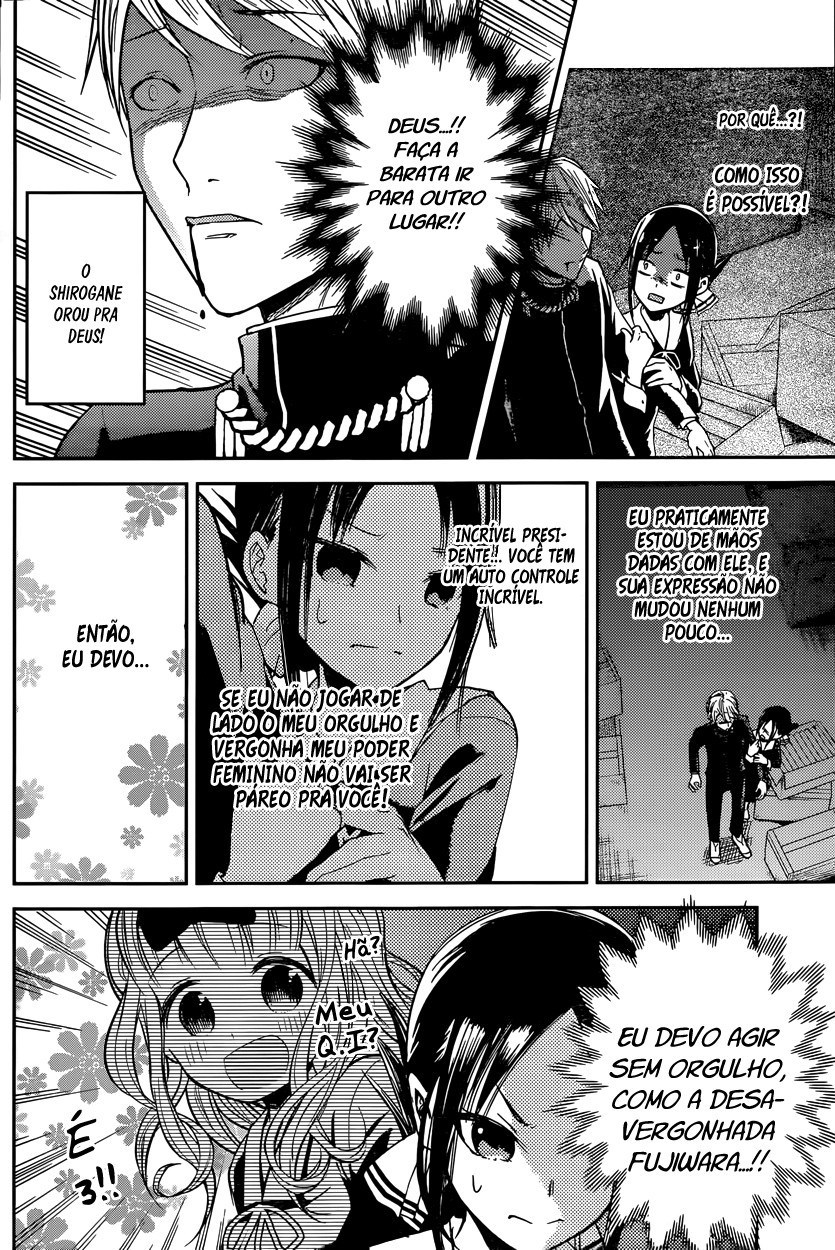 POR QUÊ...?!
COMO ISSO
É POSSÍVEL?!
DEUS...!!
FAÇA A
BARATA IR
PARA OUTRO
LUGAR!!
O
SHIROGANE
OROU PRA
DEUS!
EU PRATICAMENTE
ESTOU DE MÃOS
DADAS COM ELE, E
SUA EXPRESSÃO NÃO
MUDOU NENHUM
POUCO...
INCRÍVEL PRESI-
DENTE!!.. VOCÊ TEM
UM AUTO CONTROLE
INCRÍVEL.
SE EU NÃO JOGAR DE
LADO O MEU ORGULHO E
VERGONHA MEU PODER
FEMININO NÃO VAI SER
PÁREO PRA VOCÊ!
ENTÃO,
EU DEVO...
EU DEVO AGIR
SEM ORGULHO,
COMO A DESA-
VERGONHADA
FUJIWARA...!!
Hã?
Meu
Q.I?
É
3!!